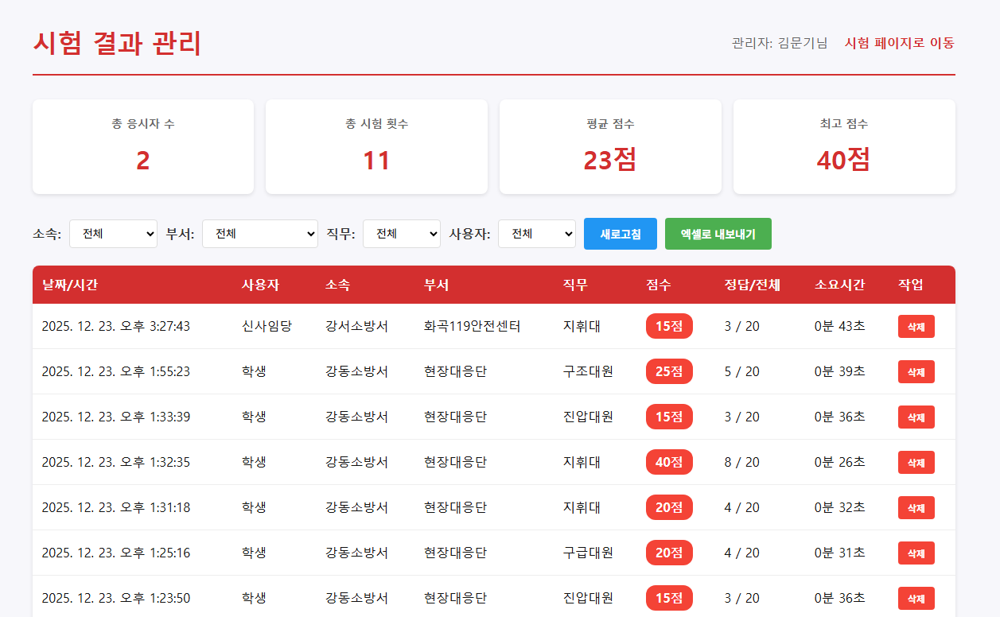 시험 결과 관리
관리자: 김문기님 시험 페이지로 이동
총 응시자 수 총 시험 횟수 평균 점수 최고 점수
2 11 23점 40점
소속: 전체 부서: 전체 직무: 전체 사용자: 전체 새로고침 엑셀로 내보내기
날짜/시간 사용자 소속 부서 직무 점수 정답/전체 소요시간 작업
2025. 12. 23. 오후 3:27:43 신사임당 강서소방서 화곡119안전센터 지휘대 15점 3 / 20 0분 43초 삭제
2025. 12. 23. 오후 1:55:23 학생 강동소방서 현장대응단 구조대원 25점 5 / 20 0분 39초 삭제
2025. 12. 23. 오후 1:33:39 학생 강동소방서 현장대응단 진압대원 15점 3 / 20 0분 36초 삭제
2025. 12. 23. 오후 1:32:35 학생 강동소방서 현장대응단 지휘대 40점 8 / 20 0분 26초 삭제
2025. 12. 23. 오후 1:31:18 학생 강동소방서 현장대응단 지휘대 20점 4 / 20 0분 32초 삭제
2025. 12. 23. 오후 1:25:16 학생 강동소방서 현장대응단 구급대원 20점 4 / 20 0분 31초 삭제
2025. 12. 23. 오후 1:23:50 학생 강동소방서 현장대응단 진압대원 15점 3 / 20 0분 36초 삭제